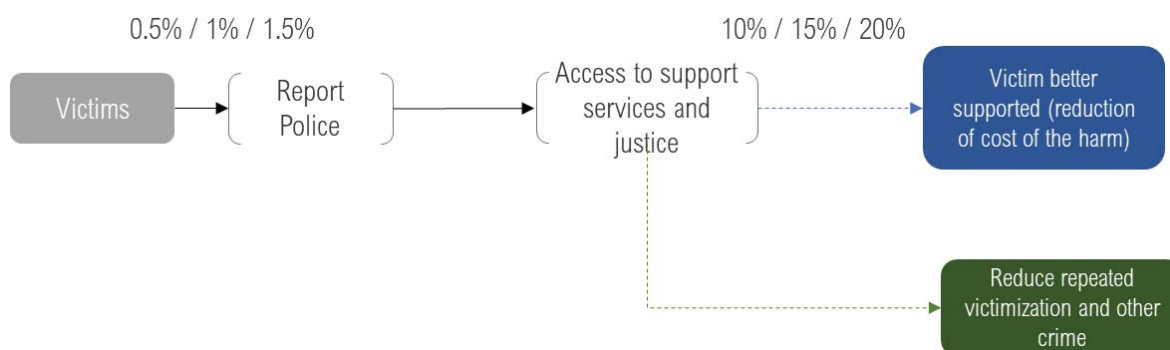 0.5% / 1% / 1.5%
10% / 15% / 20%
Victims
Report
Police
Access to support
services and
justice
Victim better
supported (reduction
of cost of the harm)
Reduce repeated
victimization and other
crime